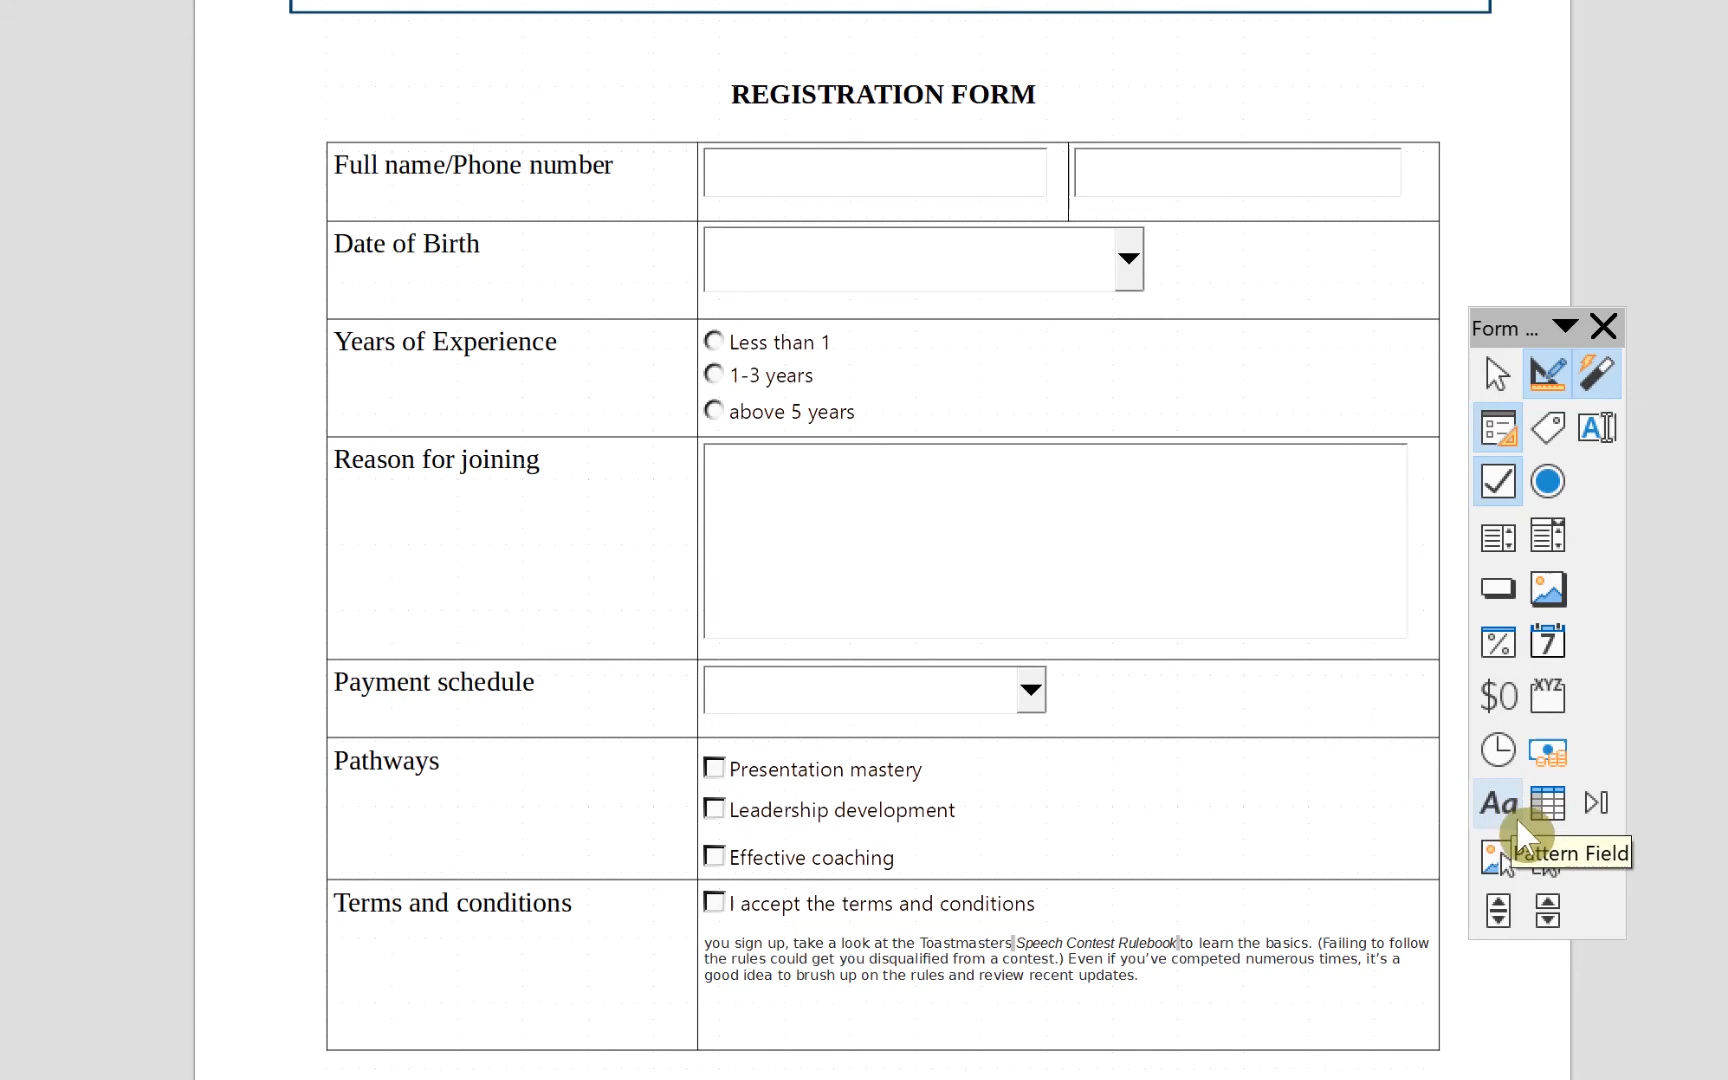 REGISTRATION FORM
Full name/Phone number
Date of Birth
Years of Experience
Less than 1
1-3 years
above 5 years
Reason for joining
Payment schedule
Pathways
Presentation mastery
Leadership development
Effective coaching
Terms and conditions
I accept the terms and conditions
you sign up, take a look at the Toastmasters Speech Contest Rulebook to learn the basics. (Failing to follow
the rules could get you disqualified from a contest.) Even if you’ve competed numerous times, it’s a
good idea to brush up on the rules and review recent updates.
Form ...
A
%
7
$0
XYZ
Aa
Pattern Field